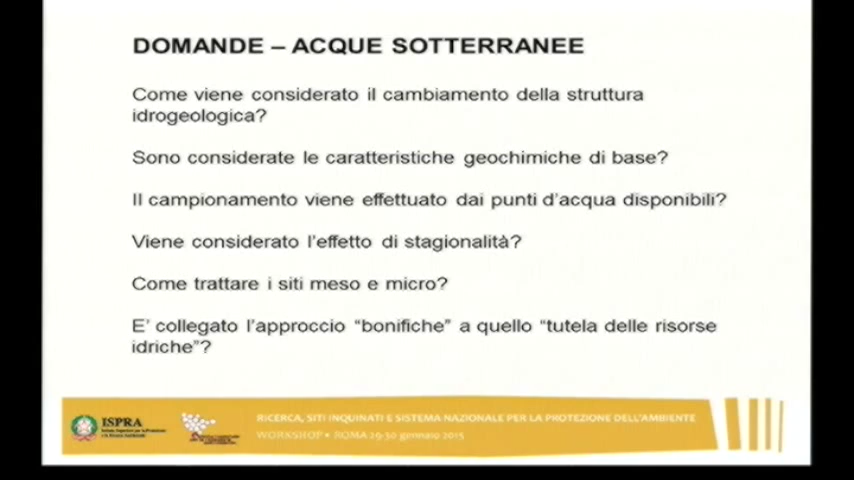 DOMANDE – ACQUE SOTTERRANEE
Come viene considerato il cambiamento della struttura
idrogeologica?
Sono considerate le caratteristiche geochimiche di base?
Il campionamento viene effettuato dai punti d'acqua disponibili?
Viene considerato l'effetto di stagionalità?
Come trattare i siti meso e micro?
E' collegato l'approccio "bonifiche" a quello "tutela delle risorse
idriche"?
ISPRA
RICERCA, SITI INQUINATI E SISTEMA NAZIONALE PER LA PROTEZIONE DELL'AMBIENTE
WORKSHOP • ROMA 29-30 gennaio 2015